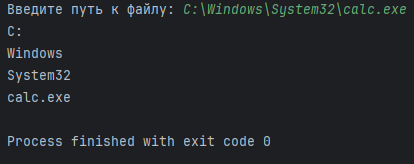 Введите путь к файлу: C:\Windows\System32\calc.exe
C:
Windows
System32
calc.exe
Process finished with exit code 0